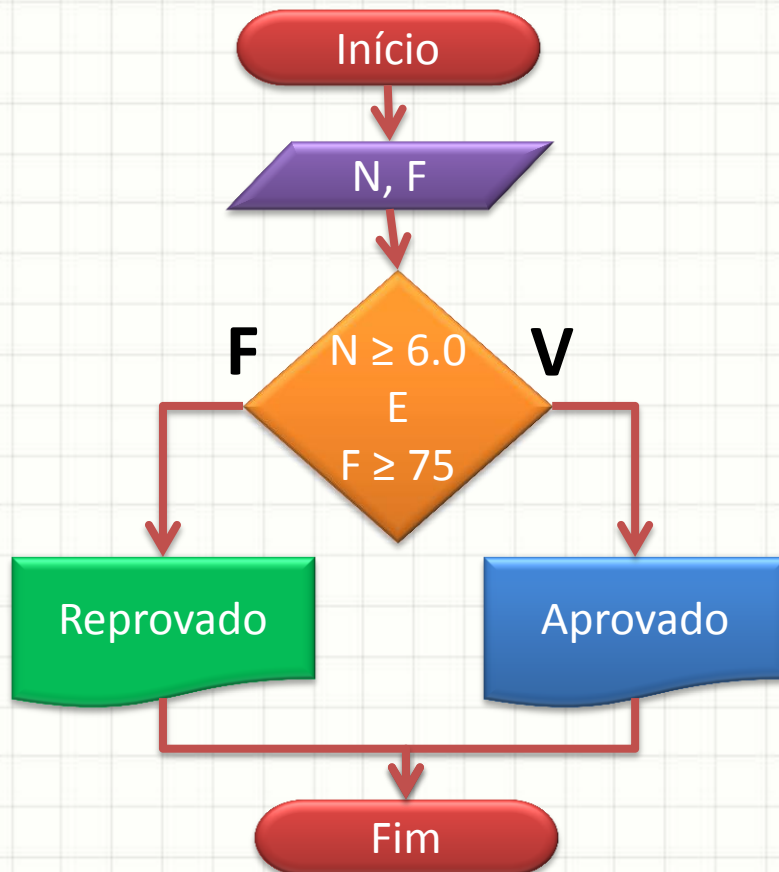 Início
N, F
F
V
N ≥ 6.0
E
F ≥ 75
Reprovado
Aprovado
Fim